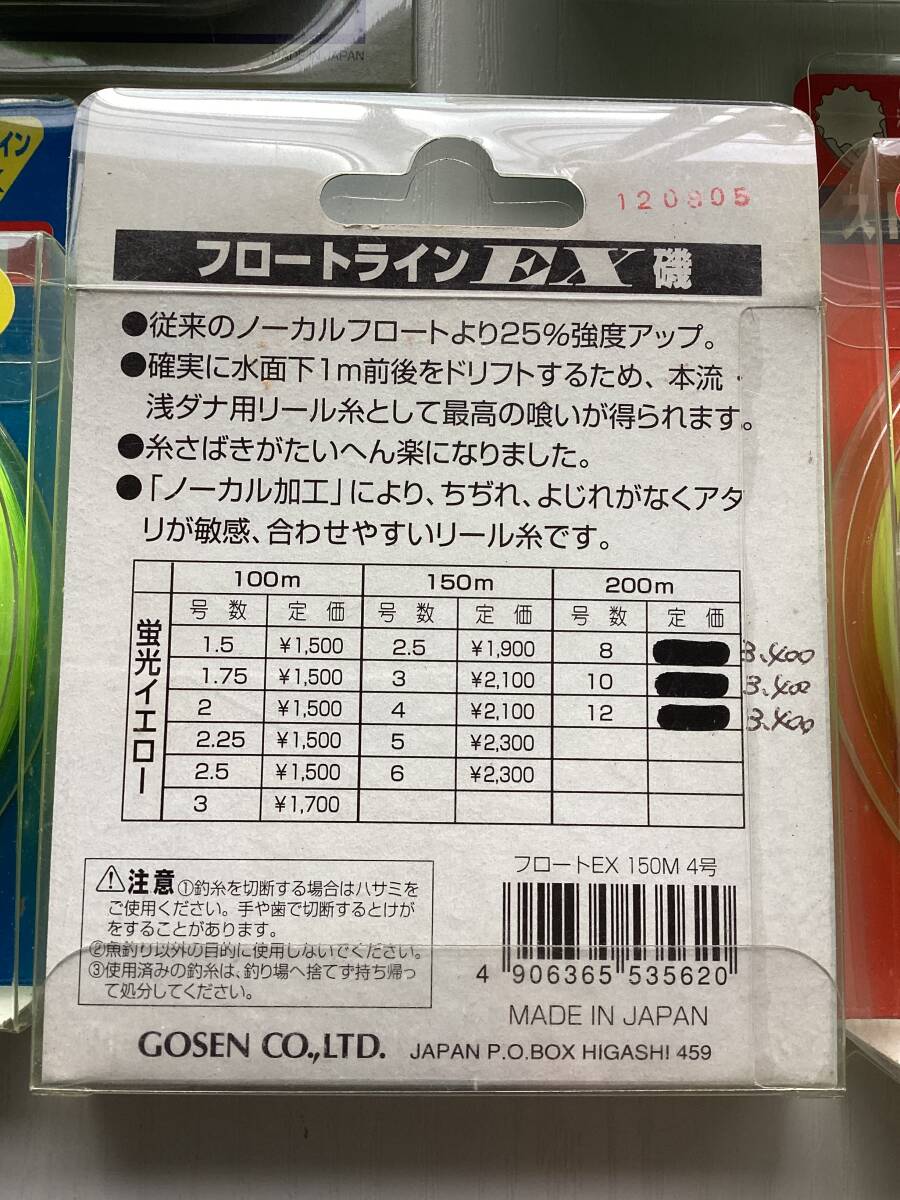 MADE IN JAPAN
イン
120805
フロートラインEX 磯
●従来のノーカルフロートより25%強度アップ。
●確実に水面下1m前後をドリフトするため、本流・
浅ダナ用リール糸として最高の喰いが得られます。
●糸さばきがたいへん楽になりました。
●「ノーカル加工」により、ちぢれ、よじれがなくアタ
リが敏感、合わせやすいリール糸です。
蛍光イエロー
100m 150m 200m
号数 定価 号数 定価 号数 定価
1.5 ¥1,500 2.5 ¥1,900 8 3,400
1.75 ¥1,500 3 ¥2,100 10 3,400
2 ¥1,500 4 ¥2,100 12 3,400
2.25 ¥1,500 5 ¥2,300
2.5 ¥1,500 6 ¥2,300
3 ¥1,700
⚠注意 ①釣糸を切断する場合はハサミを
ご使用ください。手や歯で切断するとけが
をすることがあります。
②魚釣り以外の目的に使用しないでください。
③使用済みの釣糸は、釣り場へ捨てず持ち帰っ
て処分してください。
フロートEX 150M 4号
4 906365 535620
MADE IN JAPAN
GOSEN CO.,LTD. JAPAN P.O.BOX HIGASHI 459